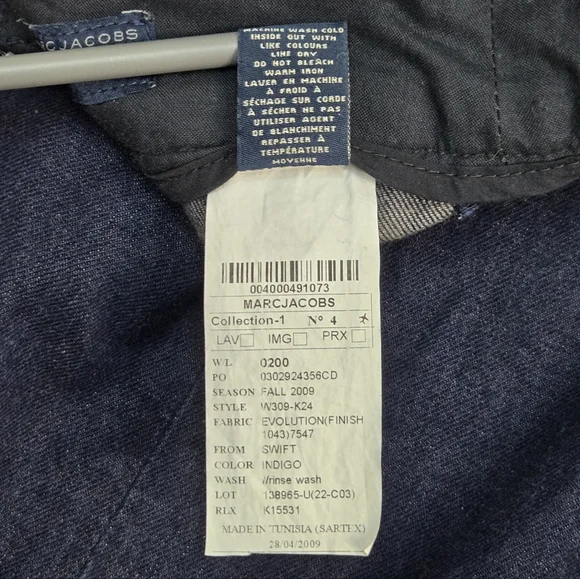 CJACOBS
MACHINE WASH COLD
INSIDE OUT WITH
LIKE COLOURS
LINE DRY
DO NOT BLEACH
WARM IRON
LAVER EN MACHINE
À FROID À
SÉCHAGE SUR CORDE
À SÉCHER NE PAS
UTILISER AGENT
DE BLANCHIMENT
REPASSER À
TEMPÉRATURE
MOYENNE
004000491073
MARCJACOBS
Collection-1 Nº 4
LAV IMG PRX
W/L 0200
PO 0302924356CD
SEASON FALL 2009
STYLE W309-K24
FABRIC EVOLUTION(FINISH
1043)7547
FROM SWIFT
COLOR INDIGO
WASH //rinse wash
LOT 138965-U(22-C03)
RLX K15531
MADE IN TUNISIA (SARTEX)
28/04/2009